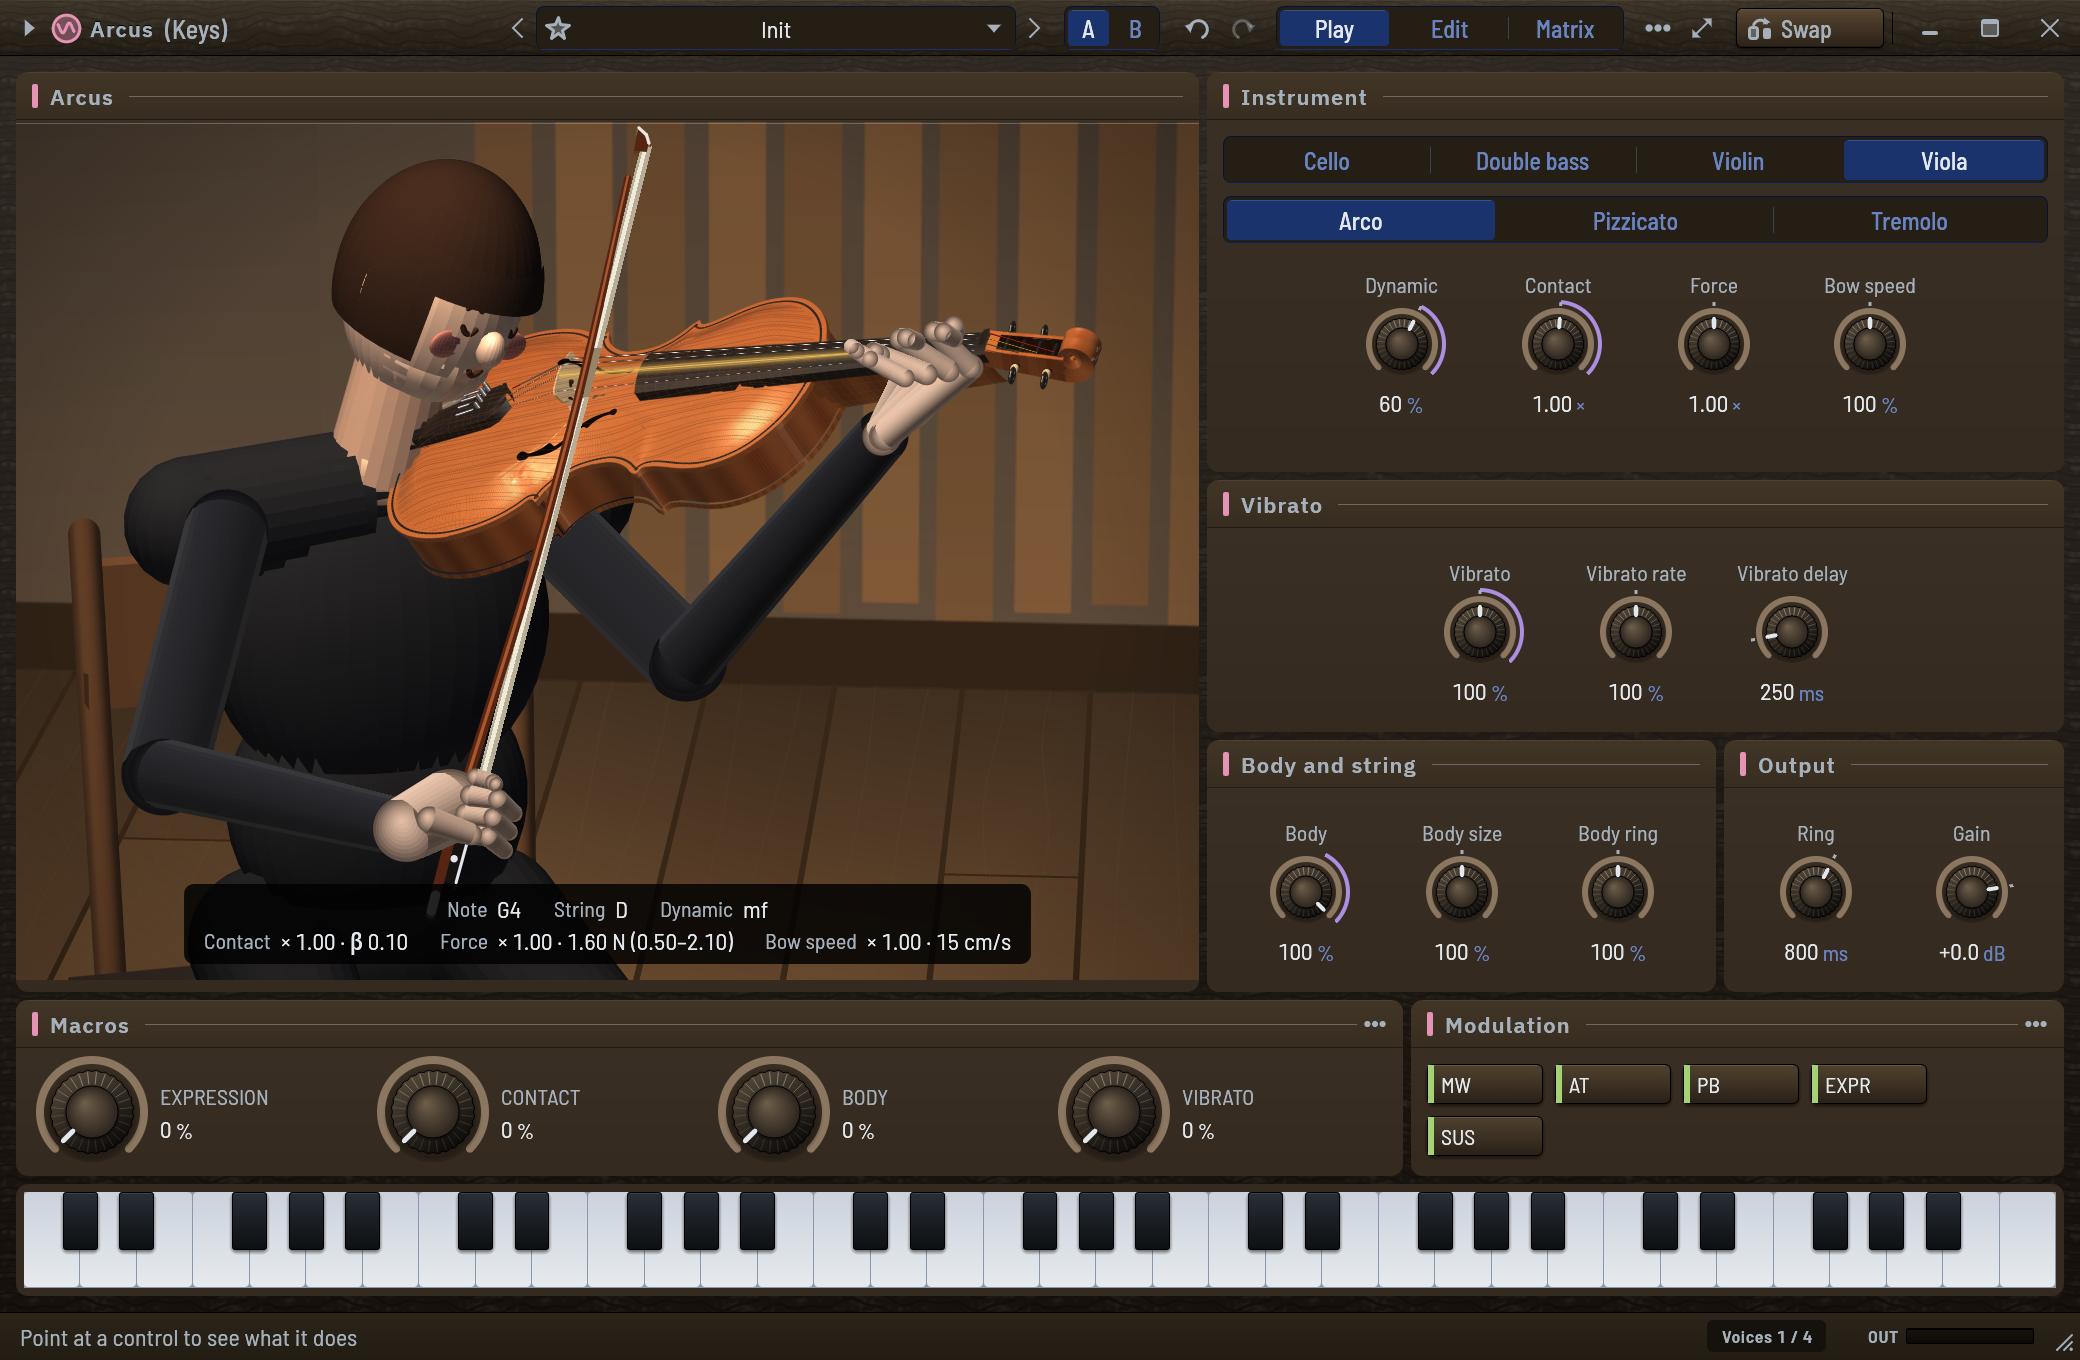 Arcus (Keys)
Init
A B
Play Edit Matrix
Swap
Arcus
Note G4 String D Dynamic mf
Contact × 1.00 · β 0.10 Force × 1.00 · 1.60 N (0.50–2.10) Bow speed × 1.00 · 15 cm/s
Instrument
Cello Double bass Violin Viola
Arco Pizzicato Tremolo
Dynamic Contact Force Bow speed
60 % 1.00 × 1.00 × 100 %
Vibrato
Vibrato Vibrato rate Vibrato delay
100 % 100 % 250 ms
Body and string
Body Body size Body ring
100 % 100 % 100 %
Output
Ring Gain
800 ms +0.0 dB
Macros
EXPRESSION CONTACT BODY VIBRATO
0 % 0 % 0 % 0 %
Modulation
MW AT PB EXPR
SUS
Point at a control to see what it does
Voices 1 / 4 OUT